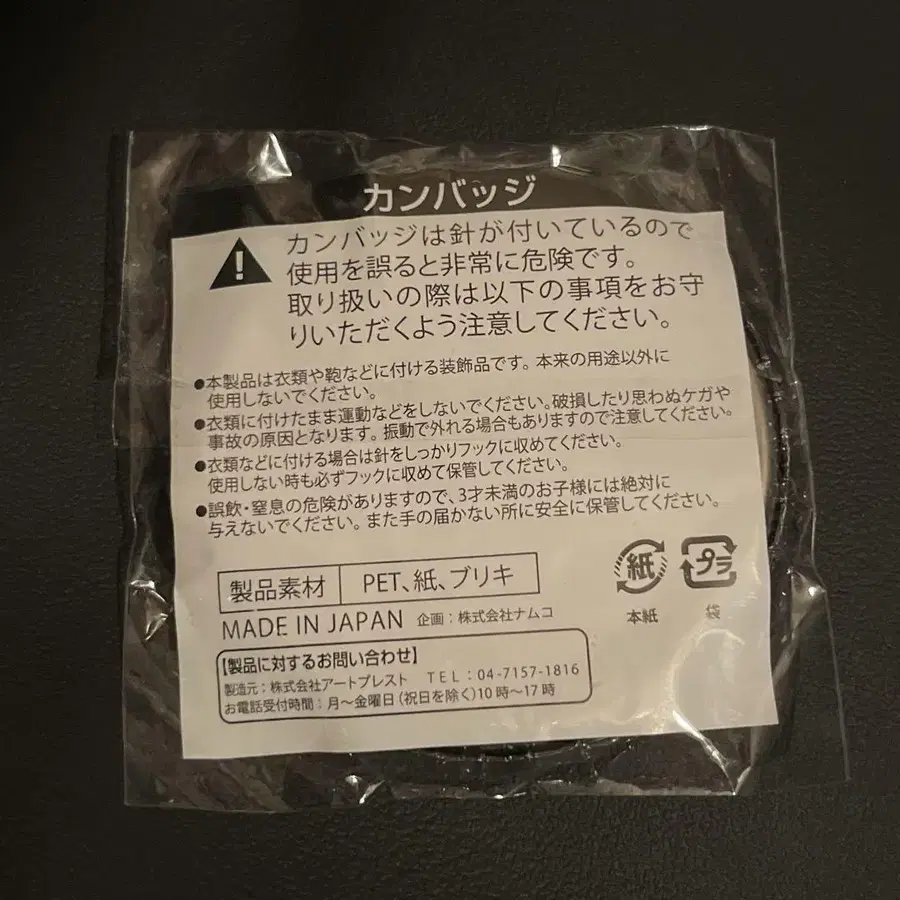 カンバッジ
カンバッジは針が付いているので
使用を誤ると非常に危険です。
取り扱いの際は以下の事項をお守
りいただくよう注意してください。
●本製品は衣類や鞄などに付ける装飾品です。本来の用途以外に
使用しないでください。
●衣類に付けたまま運動などをしないでください。破損したり思わぬケガや
事故の原因となります。振動で外れる場合もありますので注意してください。
●衣類などに付ける場合は針をしっかりフックに収めてください。
使用しない時も必ずフックに収めて保管してください。
●誤飲・窒息の危険がありますので、3才未満のお子様には絶対に
与えないでください。また手の届かない所に安全に保管してください。
製品素材 PET、紙、ブリキ
紙 プラ
本紙 袋
MADE IN JAPAN 企画：株式会社ナムコ
【製品に対するお問い合わせ】
製造元：株式会社アートプレスト TEL：04-7157-1816
お電話受付時間：月〜金曜日（祝日を除く）10時〜17時